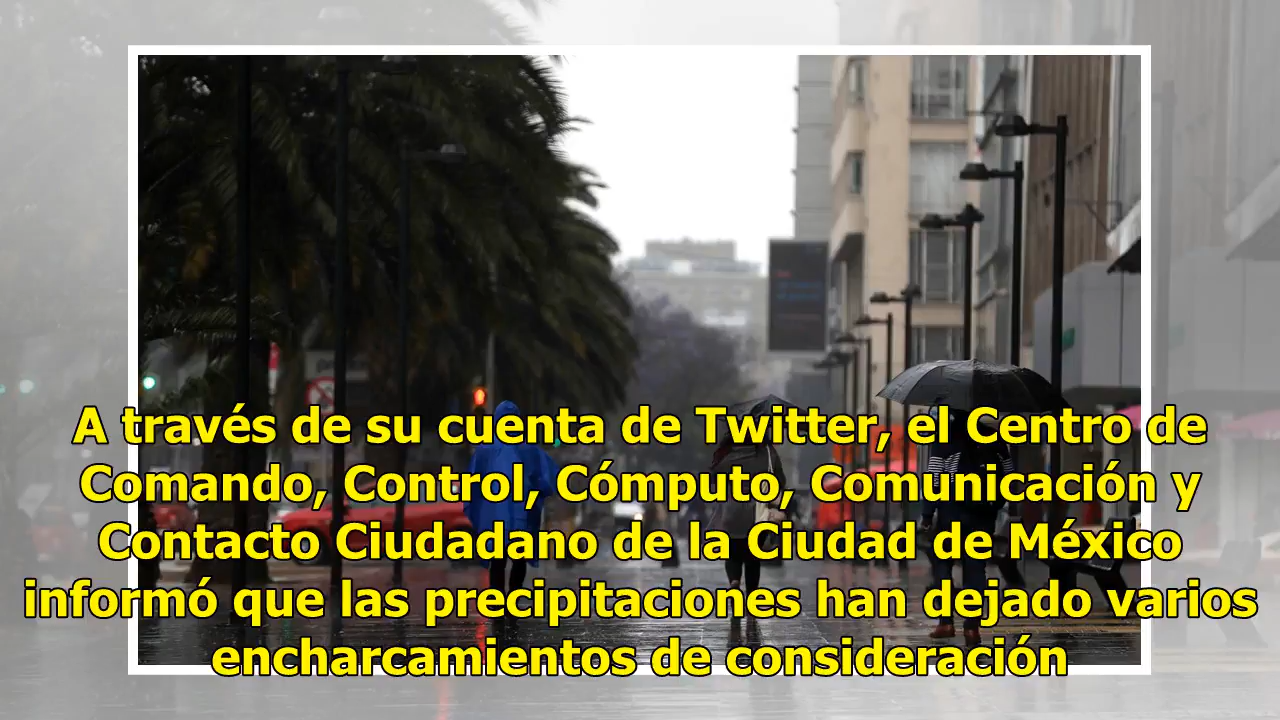 A través de su cuenta de Twitter, el Centro de
Comando, Control, Cómputo, Comunicación y
Contacto Ciudadano de la Ciudad de México
informó que las precipitaciones han dejado varios
encharcamientos de consideración